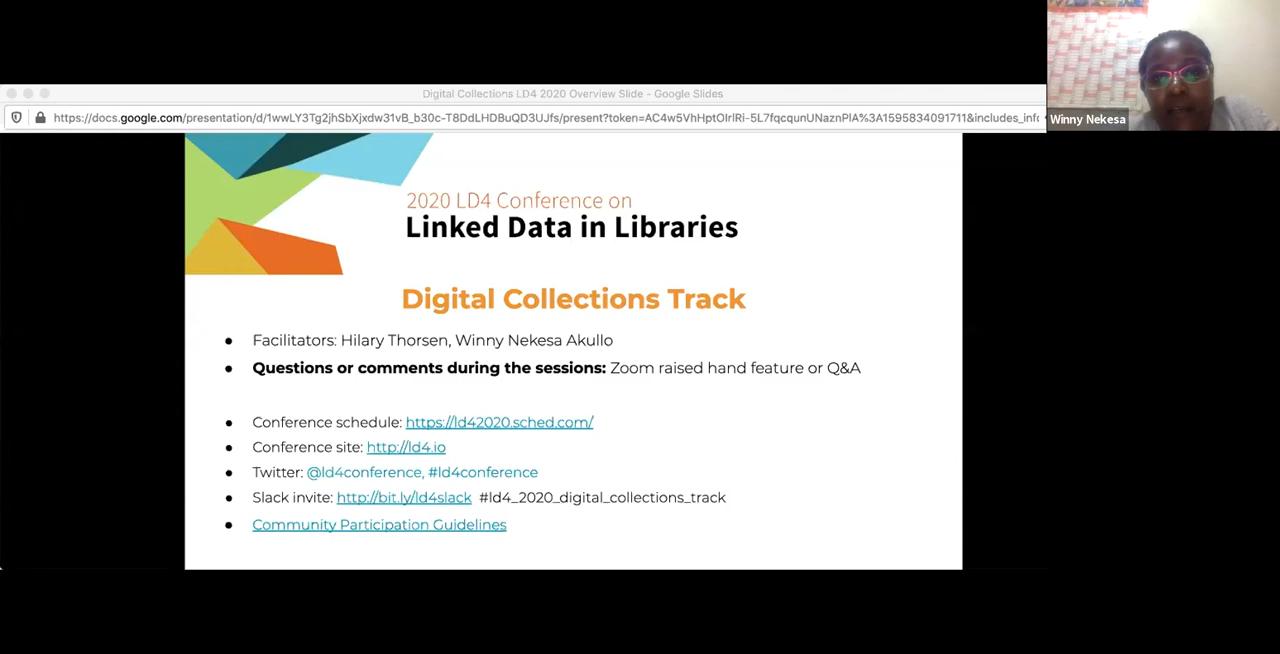 Digital Collections LD4 2020 Overview Slide - Google Slides
https://docs.google.com/presentation/d/1wwLY3Tg2jhSbXjxdw31vB_b30c-T8DdLHDBuQD3UJfs/present?token=AC4w5VhHptOIrlRi-5L7fqcqunUNaznPlA%3A1595834091711&includes_info
Winny Nekesa
2020 LD4 Conference on
Linked Data in Libraries
Digital Collections Track
● Facilitators: Hilary Thorsen, Winny Nekesa Akullo
● Questions or comments during the sessions: Zoom raised hand feature or Q&A
● Conference schedule: https://ld42020.sched.com/
● Conference site: http://ld4.io
● Twitter: @ld4conference, #ld4conference
● Slack invite: http://bit.ly/ld4slack #ld4_2020_digital_collections_track
● Community Participation Guidelines